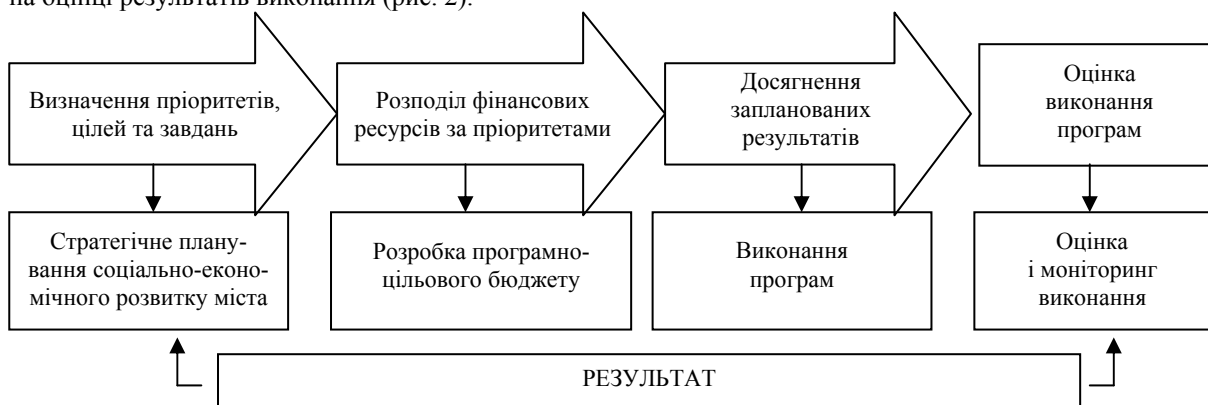 на оцінці результатів виконання (рис. 2).
Визначення пріоритетів,
цілей та завдань
Розподіл фінансових
ресурсів за пріоритетами
Досягнення
запланованих
результатів
Оцінка
виконання
програм
Стратегічне плану-
вання соціально-еконо-
мічного розвитку міста
Розробка програмно-
цільового бюджету
Виконання
програм
Оцінка
і моніторинг
виконання
РЕЗУЛЬТАТ